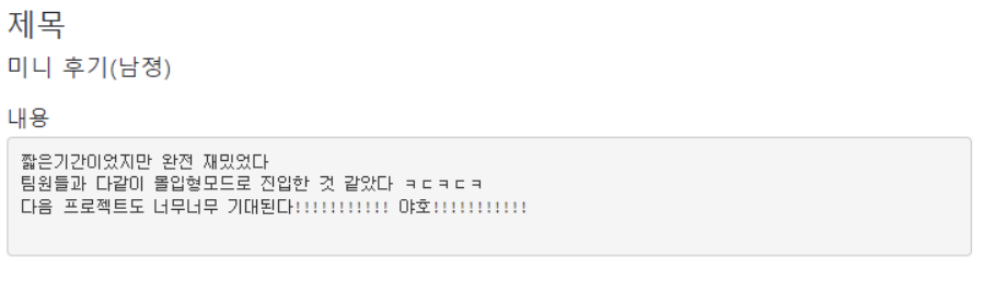 제목
미니 후기(남졍)
내용
짧은기간이었지만 완전 재밌었다
팀원들과 다같이 몰입형모드로 진입한 것 같았다 ㅋㄷㅋㄷㅋ
다음 프로젝트도 너무너무 기대된다!!!!!!!!!!! 야호!!!!!!!!!!!